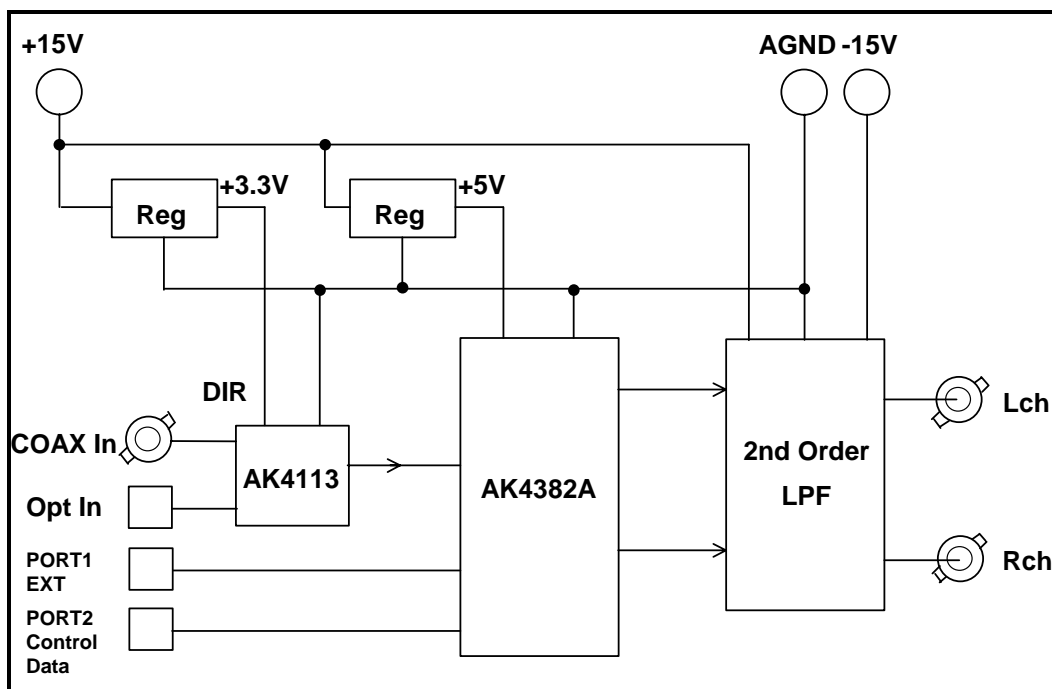 +15V
AGND -15V
+3.3V
+5V
Reg
Reg
DIR
COAX In
AK4113
AK4382A
2nd Order
LPF
Lch
Opt In
PORT1
EXT
Rch
PORT2
Control
Data